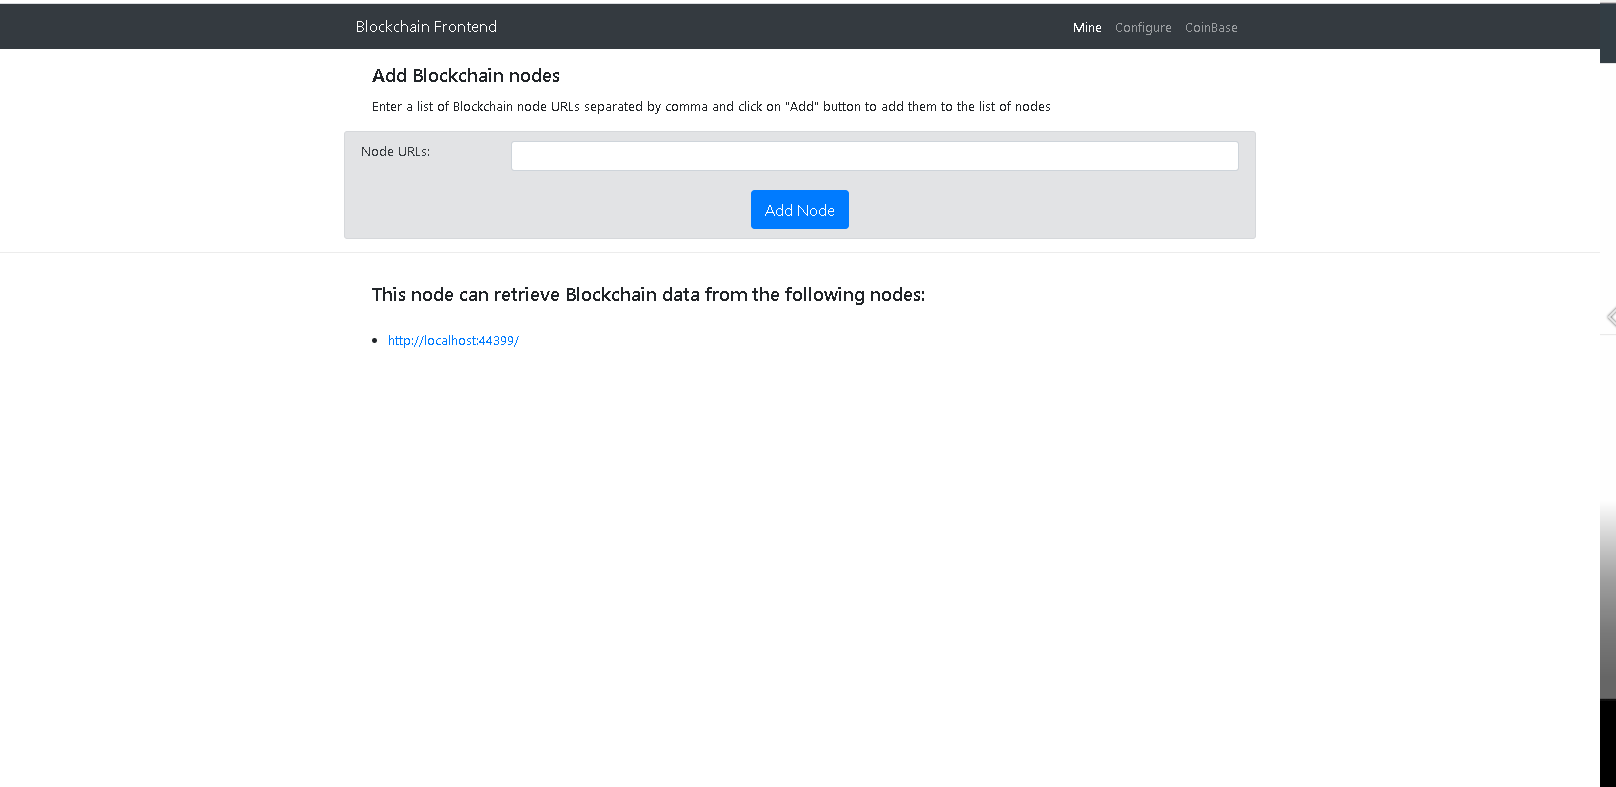 Blockchain Frontend
Mine Configure CoinBase
Add Blockchain nodes
Enter a list of Blockchain node URLs separated by comma and click on "Add" button to add them to the list of nodes
Node URLs:
Add Node
This node can retrieve Blockchain data from the following nodes:
http://localhost:44399/